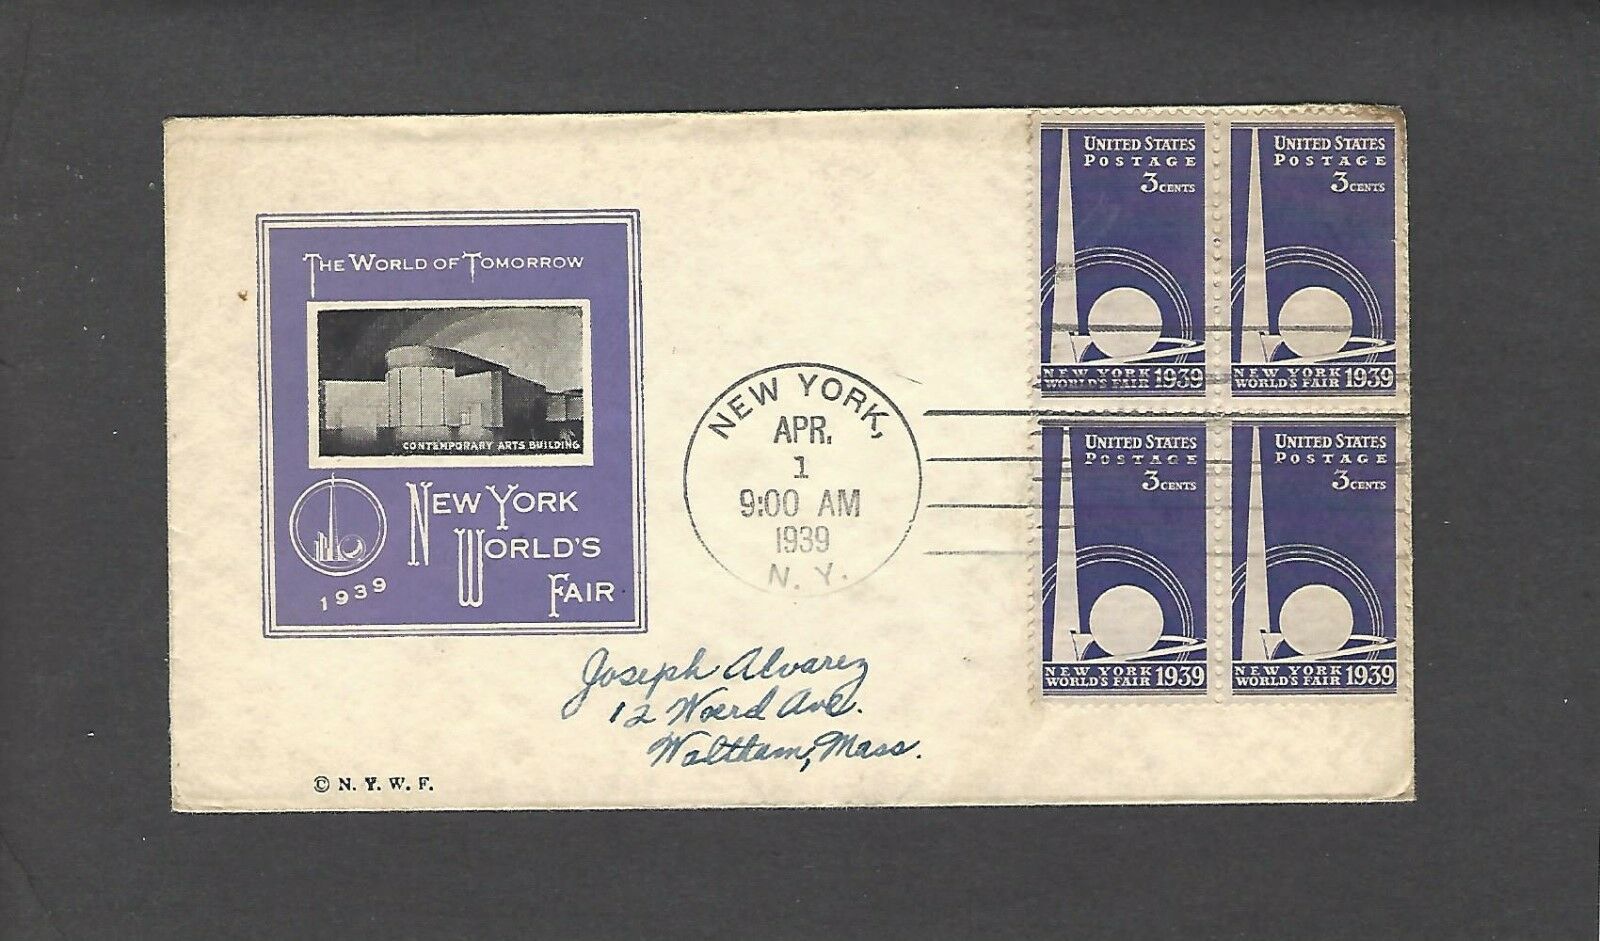 THE WORLD OF TOMORROW
CONTEMPORARY ARTS BUILDING
NEW YORK
WORLD'S
FAIR
1939
© N. Y. W. F.
NEW YORK,
APR.
1
9:00 AM
1939
N. Y.
Joseph Alvarez
12 Woerd Ave.
Waltham, Mass.
UNITED STATES
POSTAGE
3 CENTS
NEW YORK
WORLD'S FAIR 1939
UNITED STATES
POSTAGE
3 CENTS
NEW YORK
WORLD'S FAIR 1939
UNITED STATES
POSTAGE
3 CENTS
NEW YORK
WORLD'S FAIR 1939
UNITED STATES
POSTAGE
3 CENTS
NEW YORK
WORLD'S FAIR 1939